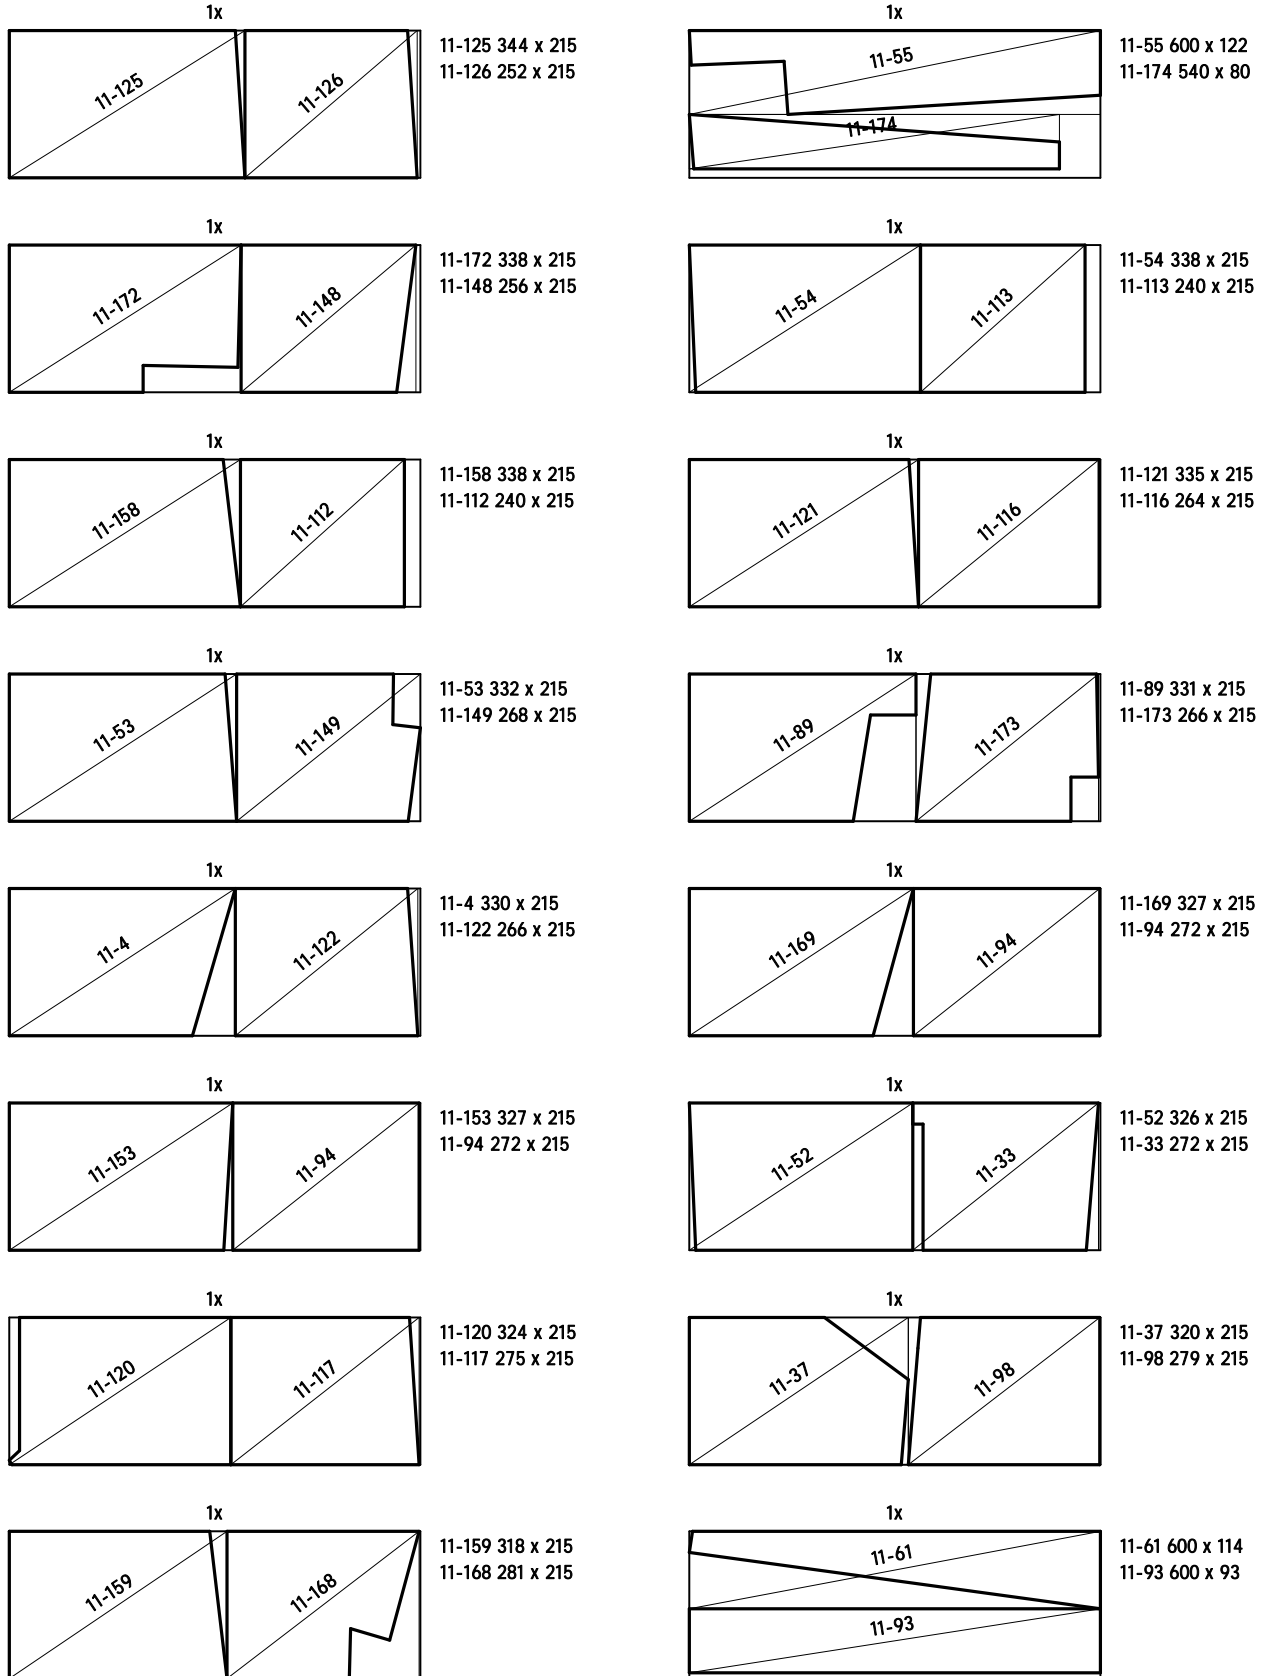 1x
11-125
11-126
11-125 344 x 215
11-126 252 x 215
1x
11-55
11-174
11-55 600 x 122
11-174 540 x 80
1x
11-172
11-148
11-172 338 x 215
11-148 256 x 215
1x
11-54
11-113
11-54 338 x 215
11-113 240 x 215
1x
11-158
11-112
11-158 338 x 215
11-112 240 x 215
1x
11-121
11-116
11-121 335 x 215
11-116 264 x 215
1x
11-53
11-149
11-53 332 x 215
11-149 268 x 215
1x
11-89
11-173
11-89 331 x 215
11-173 266 x 215
1x
11-4
11-122
11-4 330 x 215
11-122 266 x 215
1x
11-169
11-94
11-169 327 x 215
11-94 272 x 215
1x
11-153
11-94
11-153 327 x 215
11-94 272 x 215
1x
11-52
11-33
11-52 326 x 215
11-33 272 x 215
1x
11-120
11-117
11-120 324 x 215
11-117 275 x 215
1x
11-37
11-98
11-37 320 x 215
11-98 279 x 215
1x
11-159
11-168
11-159 318 x 215
11-168 281 x 215
1x
11-61
11-93
11-61 600 x 114
11-93 600 x 93